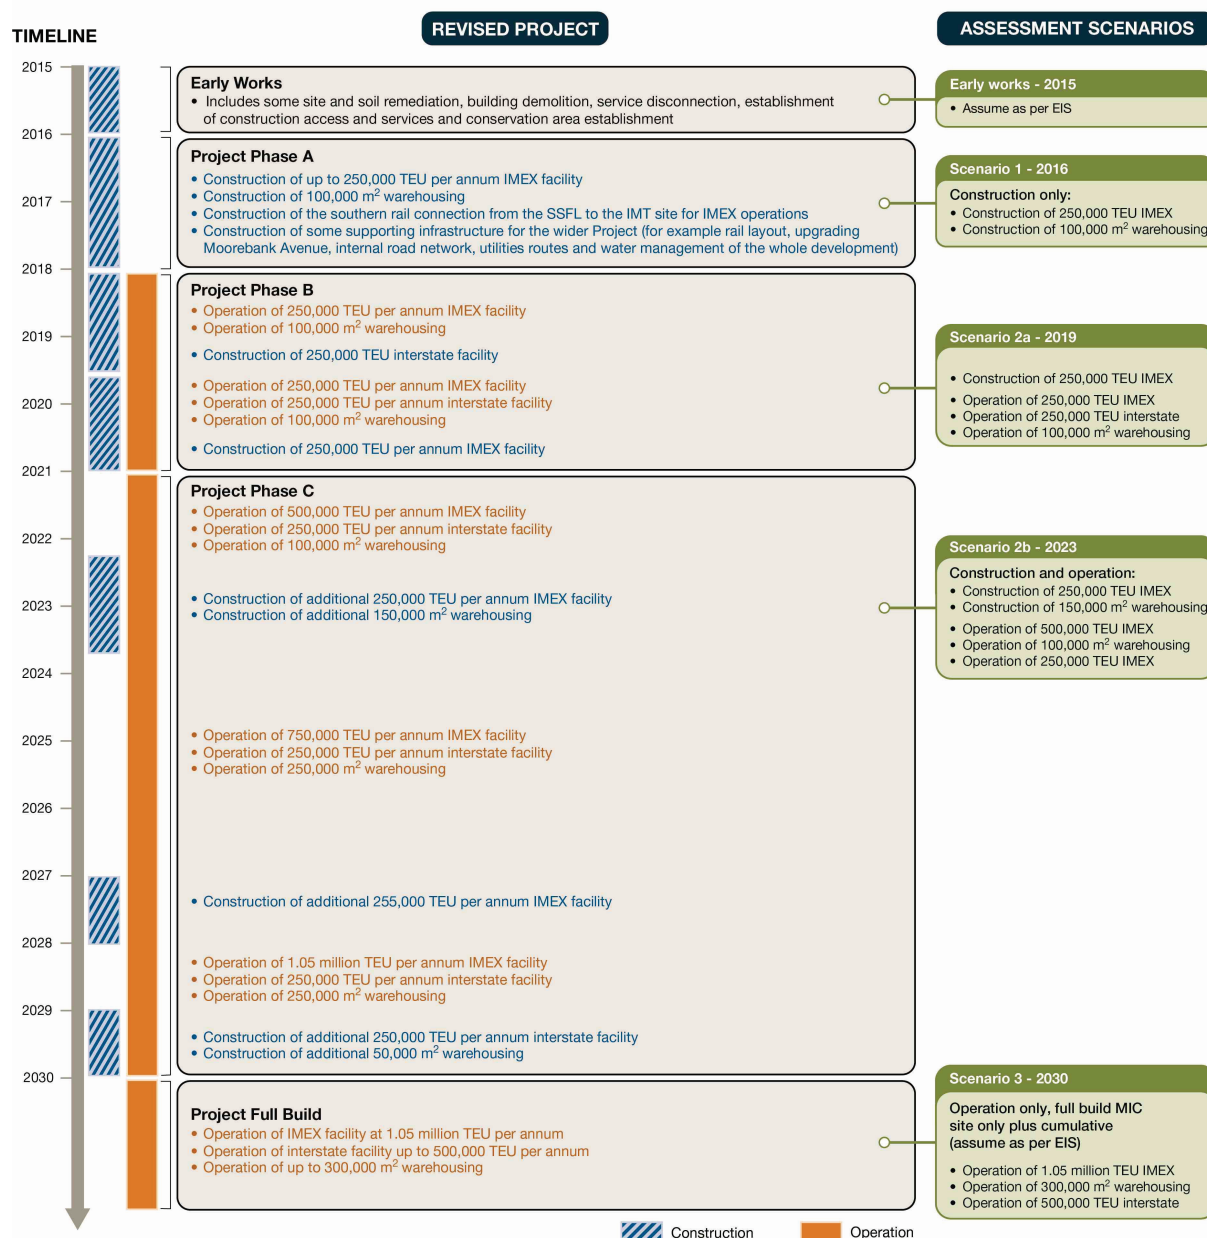 REVISED PROJECT
ASSESSMENT SCENARIOS
TIMELINE
2015
2016
2017
2018
2019
2020
2021
2022
2023
2024
2025
2026
2027
2028
2029
2030
Early Works
• Includes some site and soil remediation, building demolition, service disconnection, establishment
of construction access and services and conservation area establishment
Project Phase A
• Construction of up to 250,000 TEU per annum IMEX facility
• Construction of 100,000 m² warehousing
• Construction of the southern rail connection from the SSFL to the IMT site for IMEX operations
• Construction of some supporting infrastructure for the wider Project (for example rail layout, upgrading
Moorebank Avenue, internal road network, utilities routes and water management of the whole development)
Project Phase B
• Operation of 250,000 TEU per annum IMEX facility
• Operation of 100,000 m² warehousing
• Construction of 250,000 TEU interstate facility
• Operation of 250,000 TEU per annum IMEX facility
• Operation of 250,000 TEU per annum interstate facility
• Operation of 100,000 m² warehousing
• Construction of 250,000 TEU per annum IMEX facility
Project Phase C
• Operation of 500,000 TEU per annum IMEX facility
• Operation of 250,000 TEU per annum interstate facility
• Operation of 100,000 m² warehousing
• Construction of additional 250,000 TEU per annum IMEX facility
• Construction of additional 150,000 m² warehousing
• Operation of 750,000 TEU per annum IMEX facility
• Operation of 250,000 TEU per annum interstate facility
• Operation of 250,000 m² warehousing
• Construction of additional 255,000 TEU per annum IMEX facility
• Operation of 1.05 million TEU per annum IMEX facility
• Operation of 250,000 TEU per annum interstate facility
• Operation of 250,000 m² warehousing
• Construction of additional 250,000 TEU per annum interstate facility
• Construction of additional 50,000 m² warehousing
Project Full Build
• Operation of IMEX facility at 1.05 million TEU per annum
• Operation of interstate facility up to 500,000 TEU per annum
• Operation of up to 300,000 m² warehousing
Early works - 2015
• Assume as per EIS
Scenario 1 - 2016
Construction only:
• Construction of 250,000 TEU IMEX
• Construction of 100,000 m² warehousing
Scenario 2a - 2019
• Construction of 250,000 TEU IMEX
• Operation of 250,000 TEU IMEX
• Operation of 250,000 TEU interstate
• Operation of 100,000 m² warehousing
Scenario 2b - 2023
Construction and operation:
• Construction of 250,000 TEU IMEX
• Construction of 150,000 m² warehousing
• Operation of 500,000 TEU IMEX
• Operation of 100,000 m² warehousing
• Operation of 250,000 TEU IMEX
Scenario 3 - 2030
Operation only, full build MIC
site only plus cumulative
(assume as per EIS)
• Operation of 1.05 million TEU IMEX
• Operation of 300,000 m² warehousing
• Operation of 500,000 TEU interstate
Construction
Operation